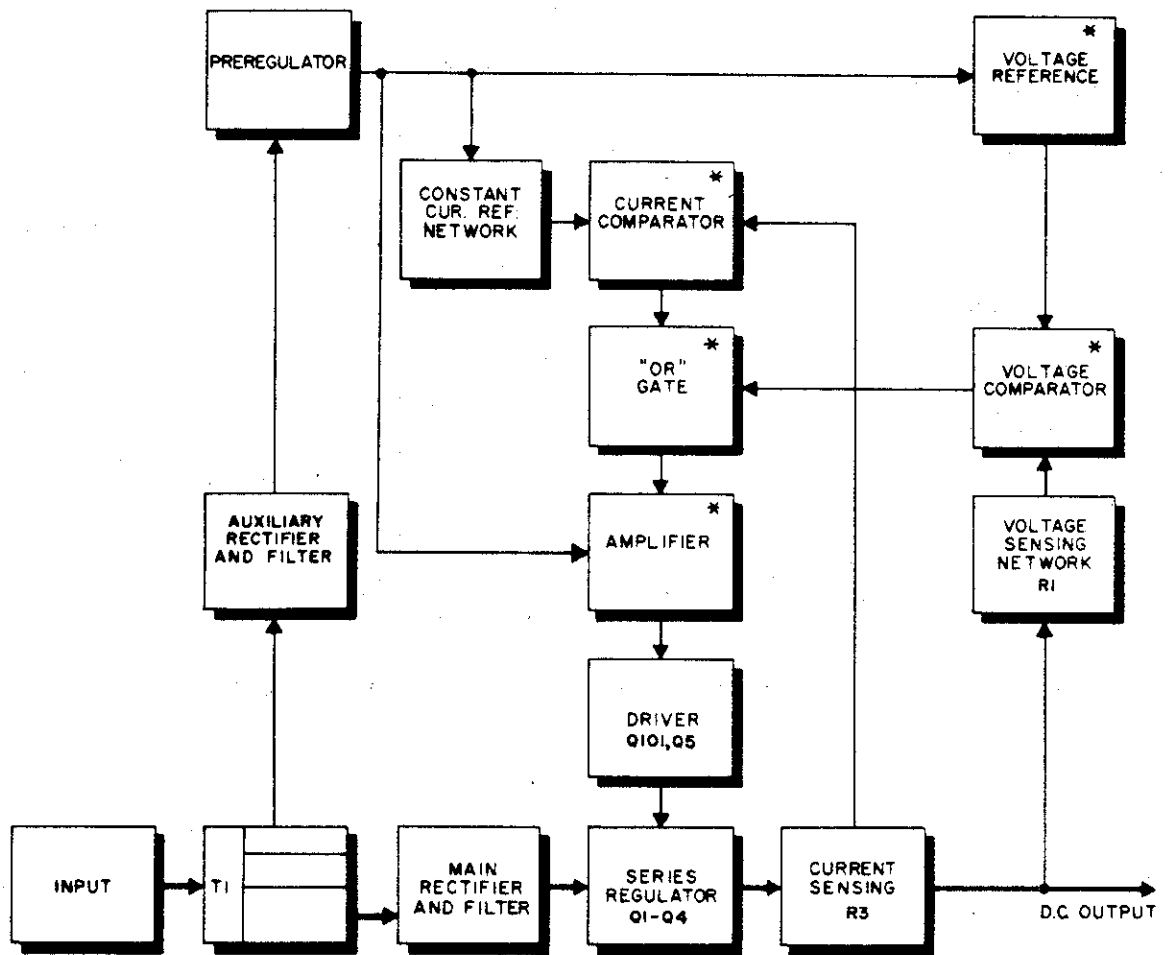 PREREGULATOR
*
VOLTAGE
REFERENCE
CONSTANT
CUR. REF.
NETWORK
*
CURRENT
COMPARATOR
*
"OR"
GATE
*
VOLTAGE
COMPARATOR
AUXILIARY
RECTIFIER
AND FILTER
*
AMPLIFIER
VOLTAGE
SENSING
NETWORK
R1
DRIVER
Q101,Q5
INPUT
T1
MAIN
RECTIFIER
AND FILTER
SERIES
REGULATOR
Q1-Q4
CURRENT
SENSING
R3
D.C. OUTPUT